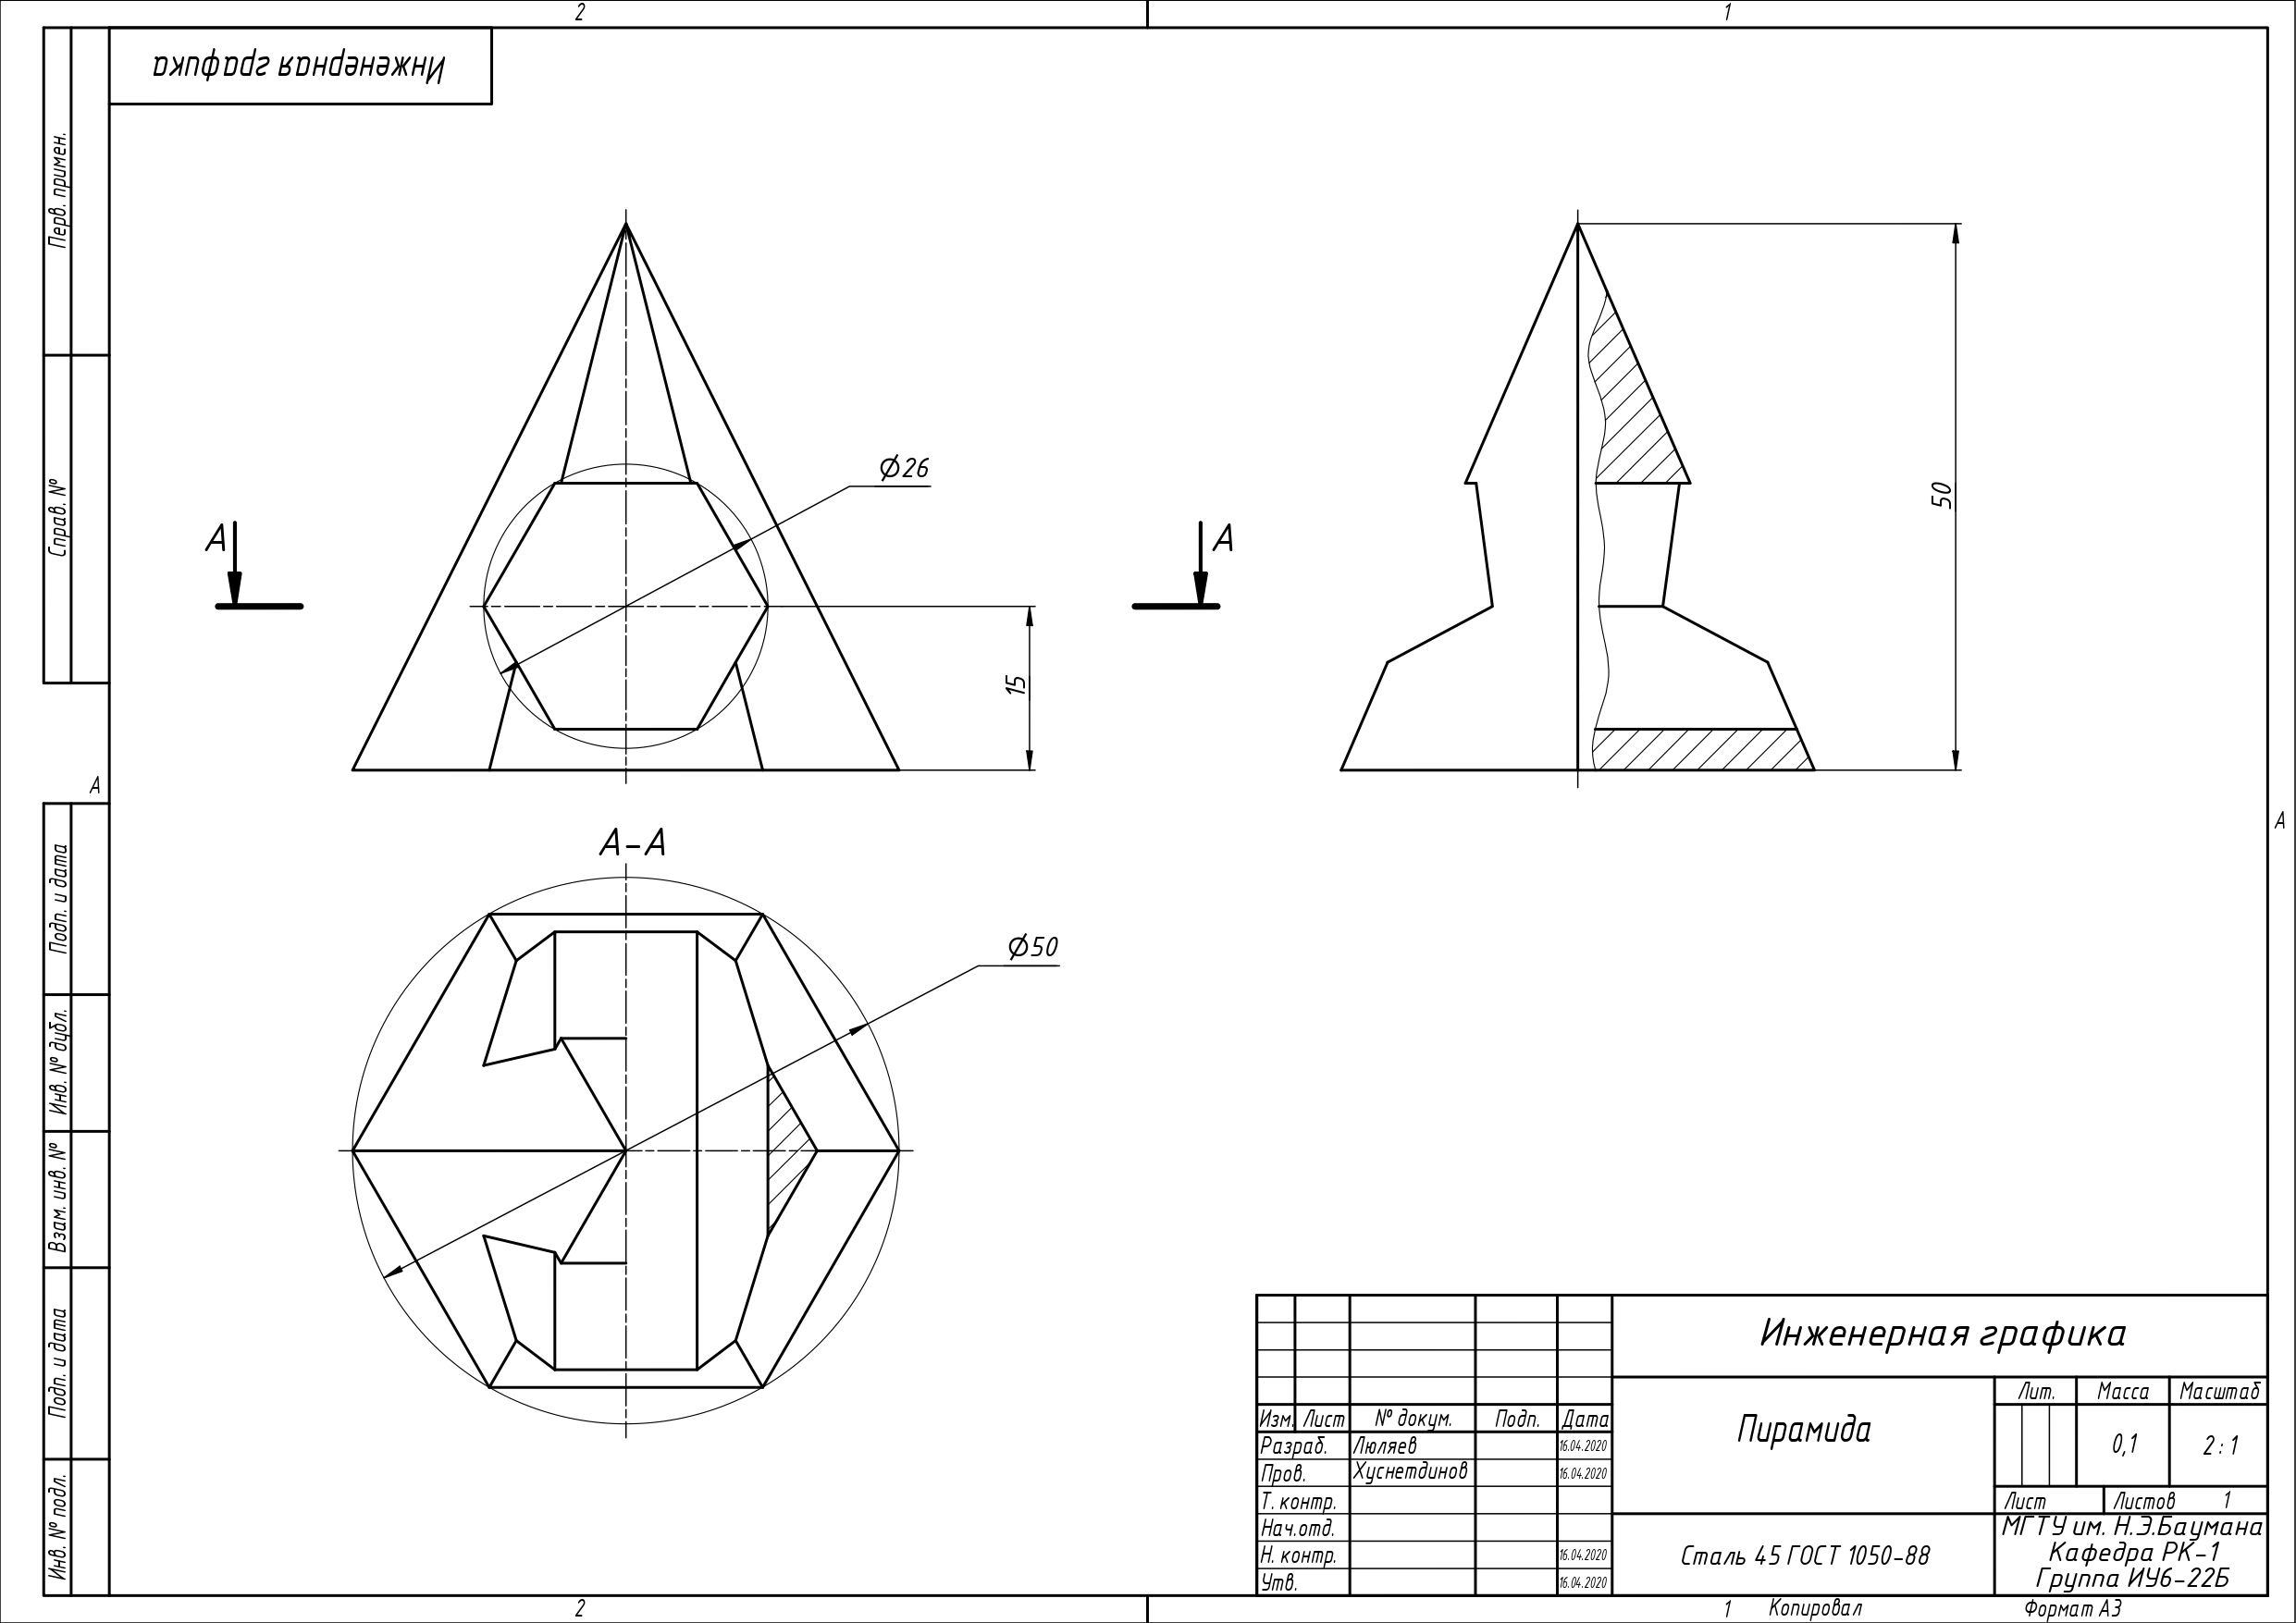 2 1
Инженерная графика
Перв. примен.
Справ. №
⌀26
А А
50
15
А
А
А-А
⌀50
Подп. и дата
Инв. № дубл.
Взам. инв. №
Подп. и дата
Инв. № подл.
Инженерная графика
Лит. Масса Масштаб
Пирамида
0,1 2:1
Изм. Лист № докум. Подп. Дата
Разраб. Люляев 16.04.2020
Пров. Хуснетдинов 16.04.2020
Т. контр.
Лист Листов 1
Нач.отд.
Н. контр. 16.04.2020
Утв. 16.04.2020
Сталь 45 ГОСТ 1050-88
МГТУ им. Н.Э.Баумана
Кафедра РК-1
Группа ИУ6-22Б
2 1 Копировал Формат А3